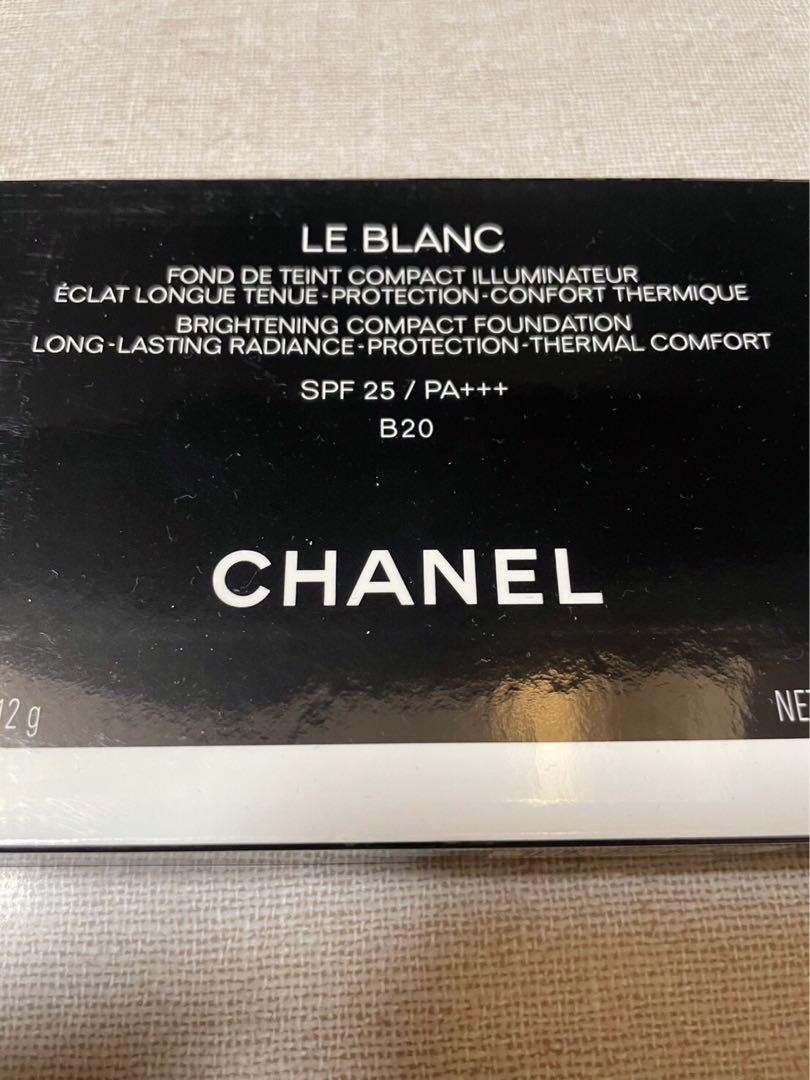 LE BLANC
FOND DE TEINT COMPACT ILLUMINATEUR
ÉCLAT LONGUE TENUE-PROTECTION-CONFORT THERMIQUE
BRIGHTENING COMPACT FOUNDATION
LONG-LASTING RADIANCE-PROTECTION-THERMAL COMFORT
SPF 25 / PA+++
B20
CHANEL
12 g